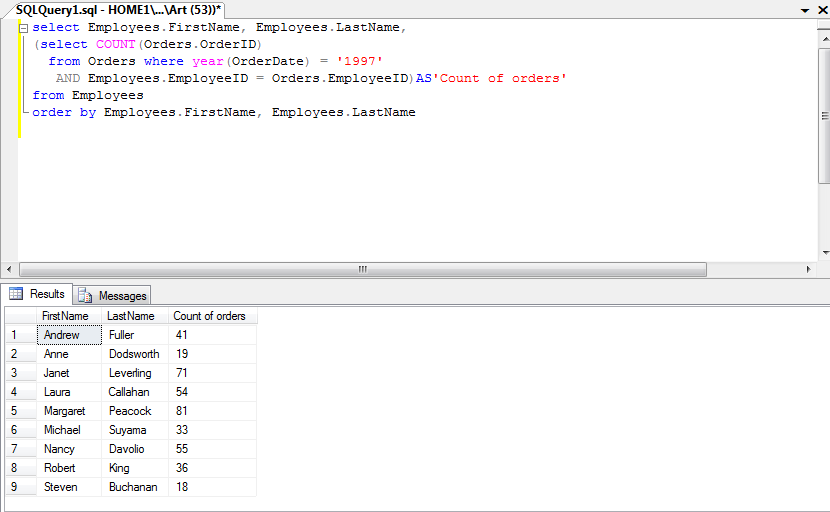 SQLQuery1.sql - HOME1\...\Art (53))*
select Employees.FirstName, Employees.LastName,
(select COUNT(Orders.OrderID)
from Orders where year(OrderDate) = '1997'
AND Employees.EmployeeID = Orders.EmployeeID)AS'Count of orders'
from Employees
order by Employees.FirstName, Employees.LastName
Results Messages
FirstName LastName Count of orders
1 Andrew Fuller 41
2 Anne Dodsworth 19
3 Janet Leverling 71
4 Laura Callahan 54
5 Margaret Peacock 81
6 Michael Suyama 33
7 Nancy Davolio 55
8 Robert King 36
9 Steven Buchanan 18